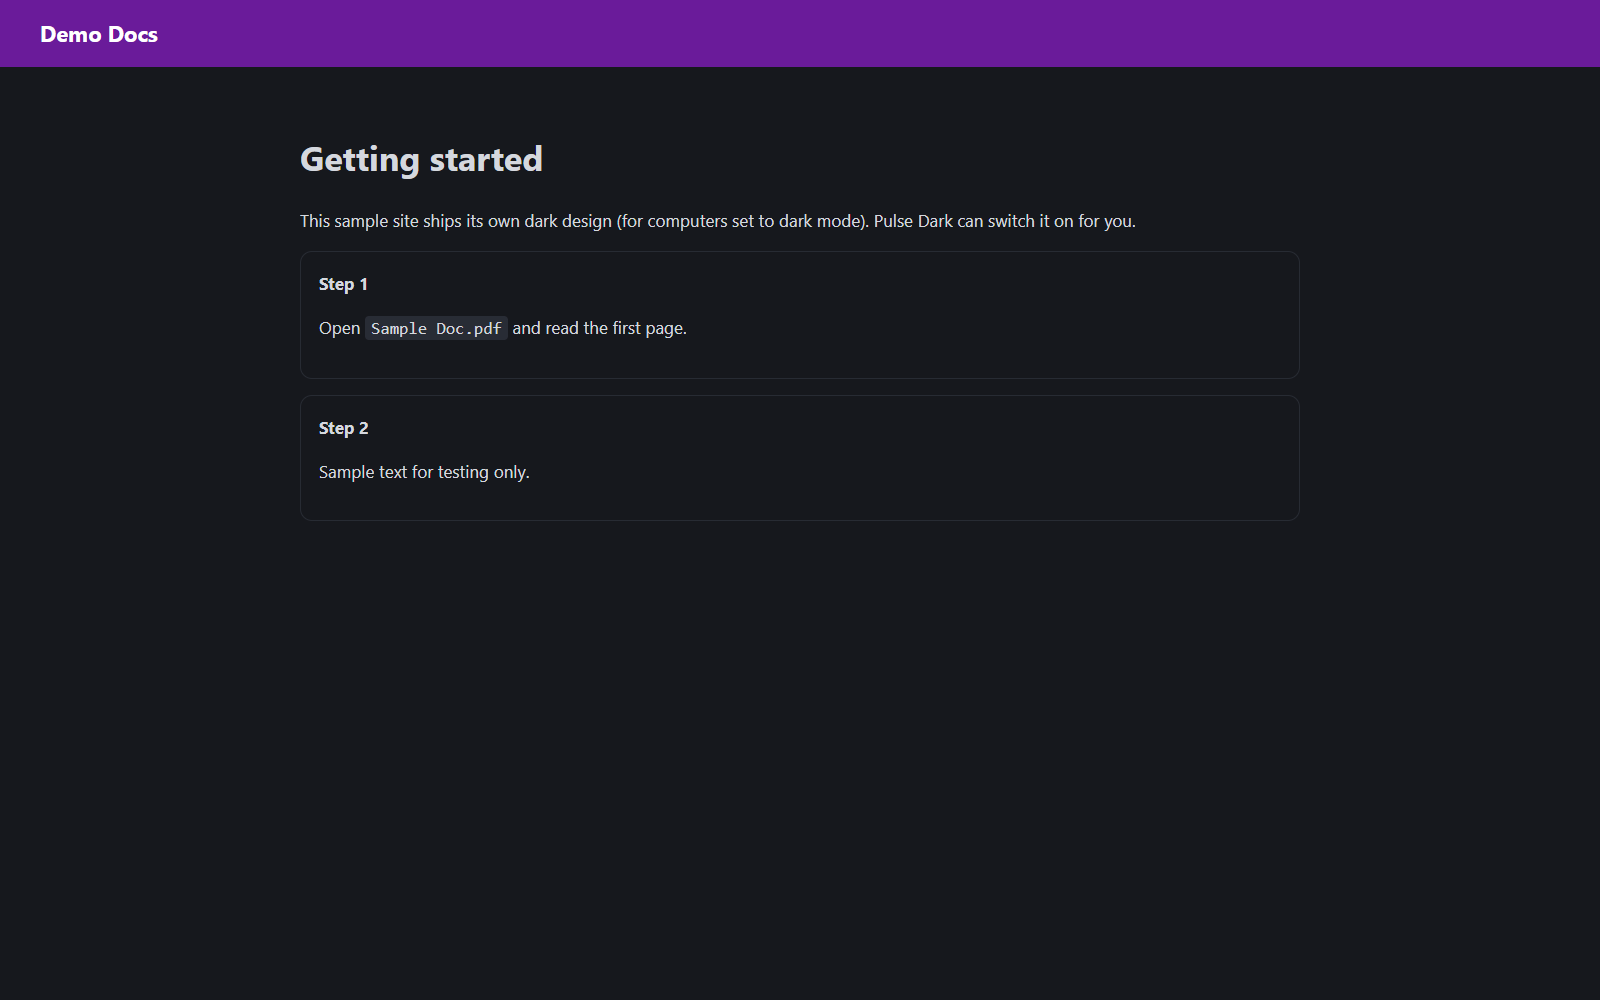 Demo Docs
Getting started
This sample site ships its own dark design (for computers set to dark mode). Pulse Dark can switch it on for you.
Step 1
Open Sample Doc.pdf and read the first page.
Step 2
Sample text for testing only.